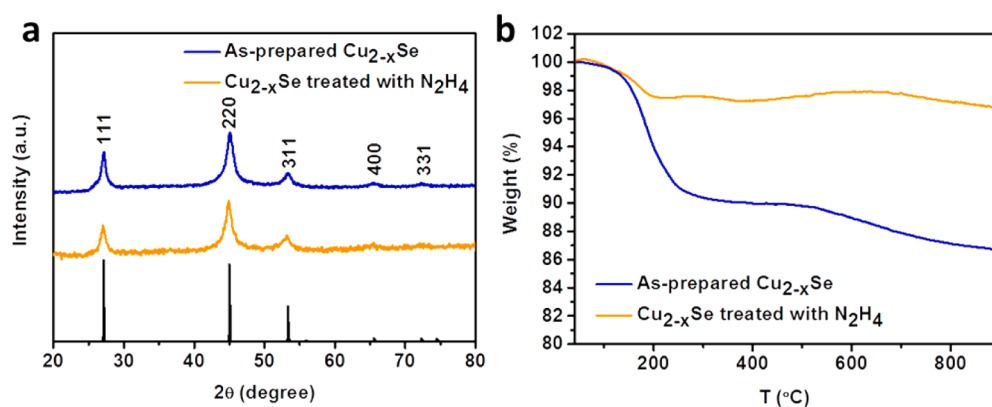 a
As-prepared Cu₂₋ₓSe
Cu₂₋ₓSe treated with N₂H₄
111
220
311
400
331
Intensity (a.u.)
20 30 40 50 60 70 80
2θ (degree)
b
102
100
98
96
94
92
90
88
86
84
82
80
Weight (%)
As-prepared Cu₂₋ₓSe
Cu₂₋ₓSe treated with N₂H₄
200 400 600 800
T (°C)